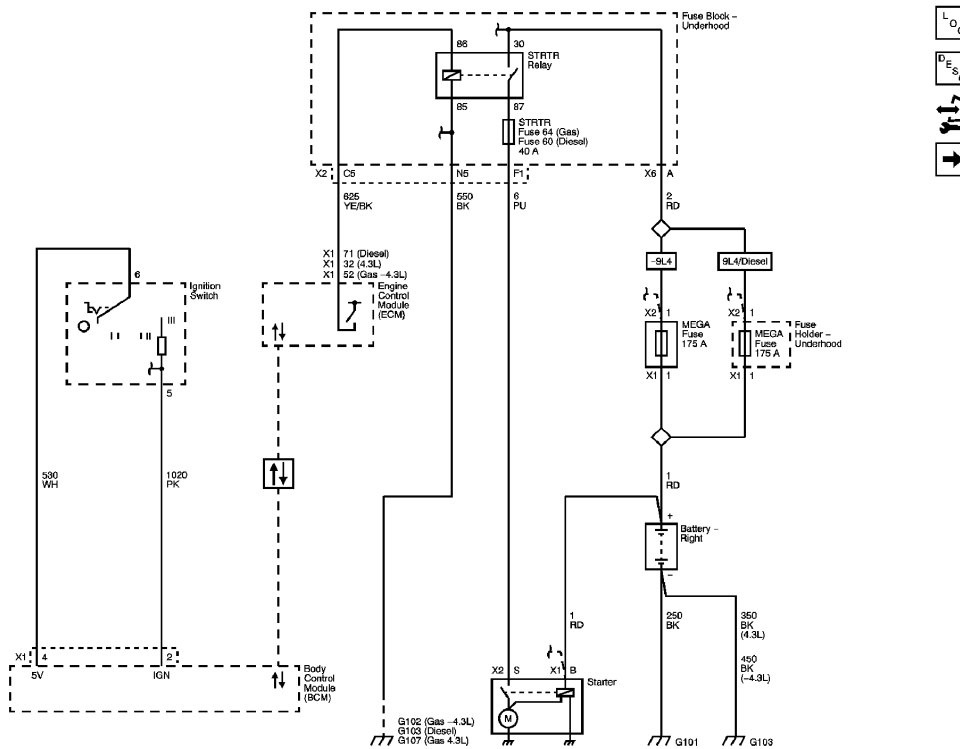 Fuse Block –
Underhood
86
30
STRTR
Relay
85
87
STRTR
Fuse 64 (Gas)
Fuse 60 (Diesel)
40 A
X2
C5
N5
F1
X6
A
625
YE/BK
550
BK
6
PU
2
RD
L
O
D
E
S
X1 71 (Diesel)
X1 32 (4.3L)
X1 52 (Gas –4.3L)
Engine
Control
Module
(ECM)
6
Ignition
Switch
III
I I
I II
5
–9L4
9L4/Diesel
X2 1
X2 1
MEGA
Fuse
175 A
MEGA
Fuse
175 A
Fuse
Holder –
Underhood
X1 1
X1 1
530
WH
1020
PK
1
RD
+
Battery –
Right
–
1
RD
250
BK
350
BK
(4.3L)
450
BK
(–4.3L)
X1
4
2
5V
IGN
Body
Control
Module
(BCM)
X2
S
X1
B
Starter
M
G102 (Gas –4.3L)
G103 (Diesel)
G107 (Gas 4.3L)
G101
G103